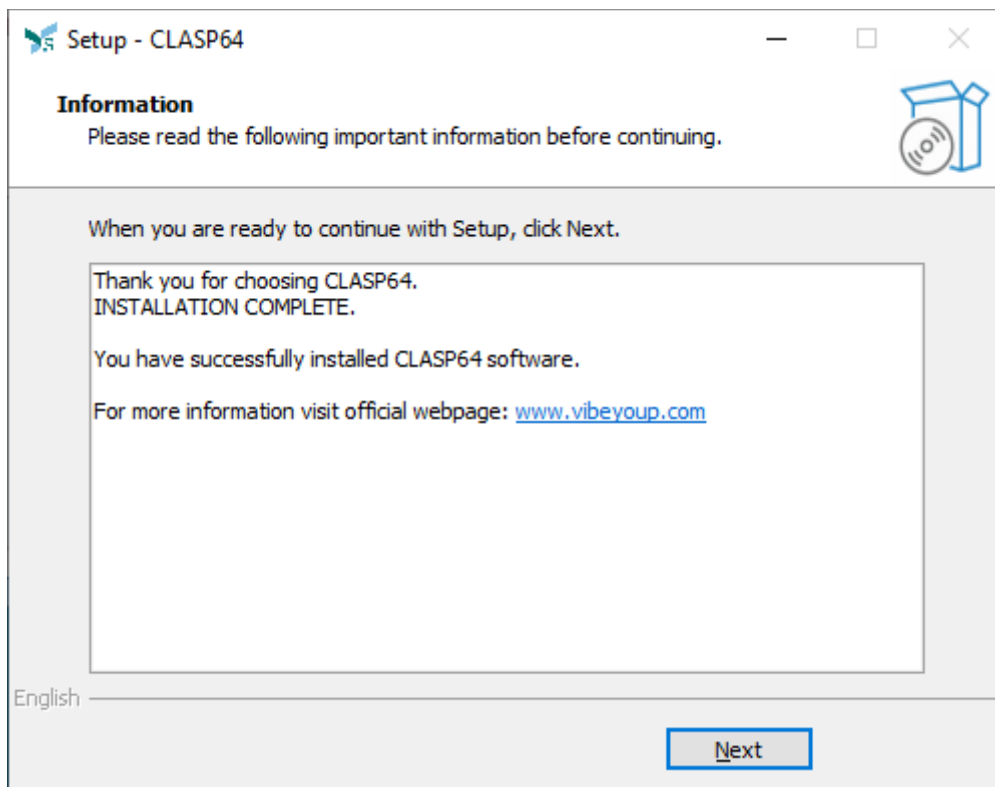 Setup - CLASP64
Information
Please read the following important information before continuing.
When you are ready to continue with Setup, click Next.
Thank you for choosing CLASP64.
INSTALLATION COMPLETE.
You have successfully installed CLASP64 software.
For more information visit official webpage: www.vibeyoup.com
English
Next